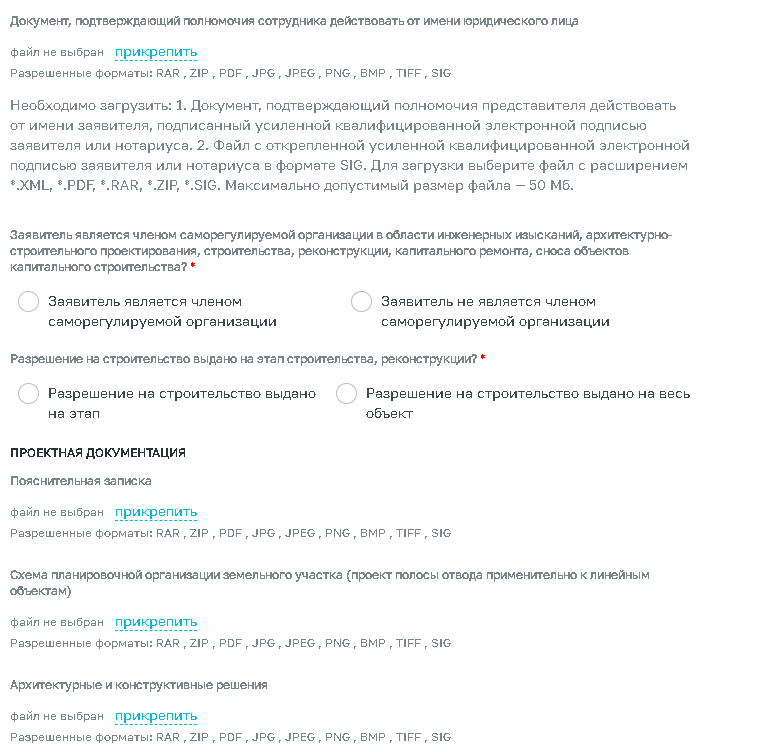 Документ, подтверждающий полномочия сотрудника действовать от имени юридического лица
файл не выбран прикрепить
Разрешенные форматы: RAR , ZIP , PDF , JPG , JPEG , PNG , BMP , TIFF , SIG
Необходимо загрузить: 1. Документ, подтверждающий полномочия представителя действовать
от имени заявителя, подписанный усиленной квалифицированной электронной подписью
заявителя или нотариуса. 2. Файл с открепленной усиленной квалифицированной электронной
подписью заявителя или нотариуса в формате SIG. Для загрузки выберите файл с расширением
*.XML, *.PDF, *.RAR, *.ZIP, *.SIG. Максимально допустимый размер файла — 50 Мб.
Заявитель является членом саморегулируемой организации в области инженерных изысканий, архитектурно-
строительного проектирования, строительства, реконструкции, капитального ремонта, сноса объектов
капитального строительства? *
Заявитель является членом Заявитель не является членом
саморегулируемой организации саморегулируемой организации
Разрешение на строительство выдано на этап строительства, реконструкции? *
Разрешение на строительство выдано Разрешение на строительство выдано на весь
на этап объект
ПРОЕКТНАЯ ДОКУМЕНТАЦИЯ
Пояснительная записка
файл не выбран прикрепить
Разрешенные форматы: RAR , ZIP , PDF , JPG , JPEG , PNG , BMP , TIFF , SIG
Схема планировочной организации земельного участка (проект полосы отвода применительно к линейным
объектам)
файл не выбран прикрепить
Разрешенные форматы: RAR , ZIP , PDF , JPG , JPEG , PNG , BMP , TIFF , SIG
Архитектурные и конструктивные решения
файл не выбран прикрепить
Разрешенные форматы: RAR , ZIP , PDF , JPG , JPEG , PNG , BMP , TIFF , SIG